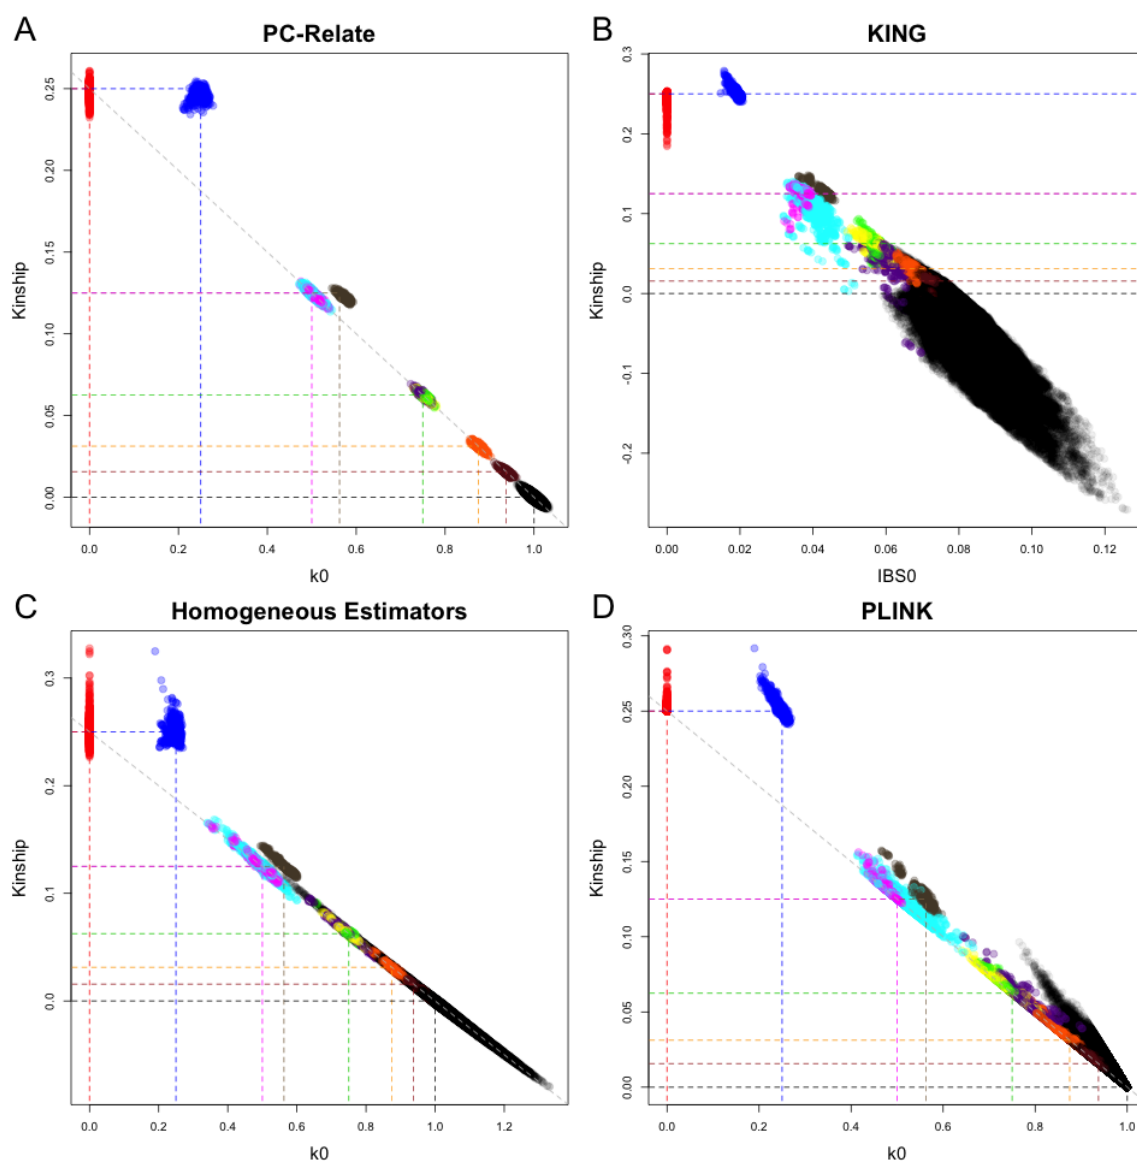 A
PC-Relate
Kinship
0.25
0.20
0.15
0.10
0.05
0.00
0.0 0.2 0.4 0.6 0.8 1.0
k0
B
KING
Kinship
0.3
0.2
0.1
0.0
-0.1
-0.2
0.00 0.02 0.04 0.06 0.08 0.10 0.12
IBS0
C
Homogeneous Estimators
Kinship
0.3
0.2
0.1
0.0
0.0 0.2 0.4 0.6 0.8 1.0 1.2
k0
D
PLINK
Kinship
0.30
0.25
0.20
0.15
0.10
0.05
0.00
0.0 0.2 0.4 0.6 0.8 1.0
k0